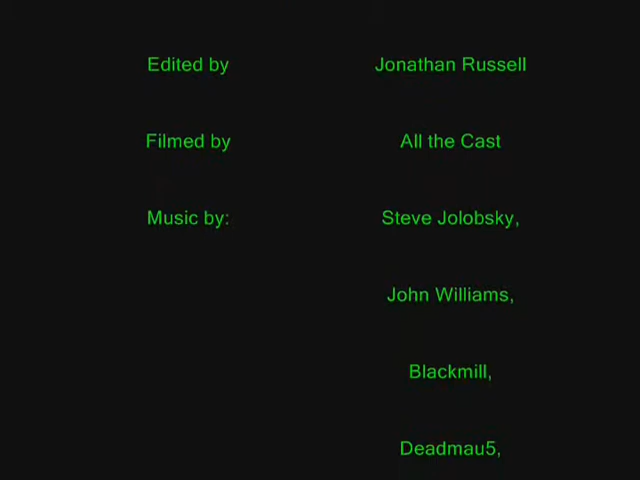 Edited by Jonathan Russell
Filmed by All the Cast
Music by: Steve Jolobsky,
John Williams,
Blackmill,
Deadmau5,